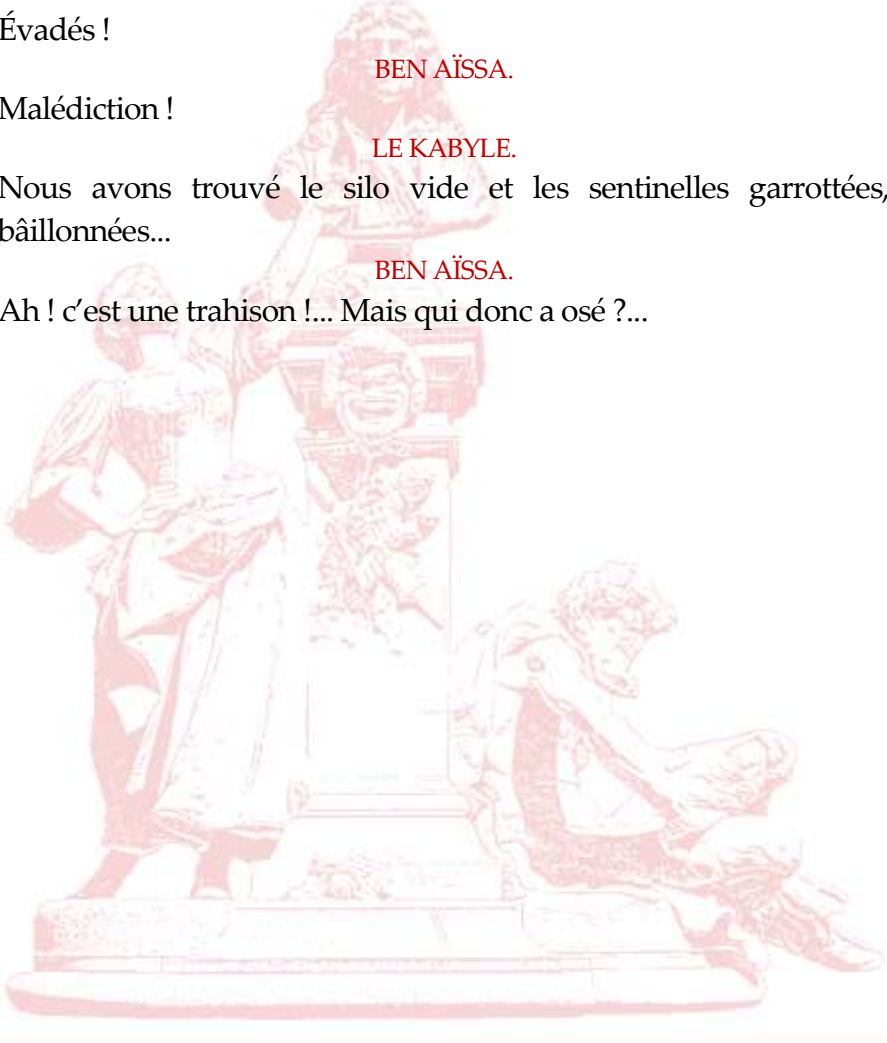 Évadés !
BEN AÏSSA.
Malédiction !
LE KABYLE.
Nous avons trouvé le silo vide et les sentinelles garrottées,
bâillonnées...
BEN AÏSSA.
Ah ! c’est une trahison !... Mais qui donc a osé ?...